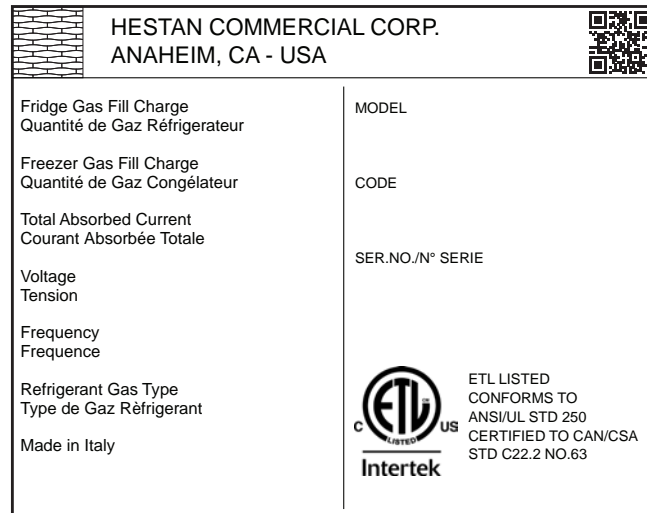 HESTAN COMMERCIAL CORP.
ANAHEIM, CA - USA
Fridge Gas Fill Charge
Quantité de Gaz Réfrigerateur
Freezer Gas Fill Charge
Quantité de Gaz Congélateur
Total Absorbed Current
Courant Absorbée Totale
Voltage
Tension
Frequency
Frequence
Refrigerant Gas Type
Type de Gaz Rèfrigerant
Made in Italy
MODEL
CODE
SER.NO./N° SERIE
C ETL US
LISTED
Intertek
ETL LISTED
CONFORMS TO
ANSI/UL STD 250
CERTIFIED TO CAN/CSA
STD C22.2 NO.63